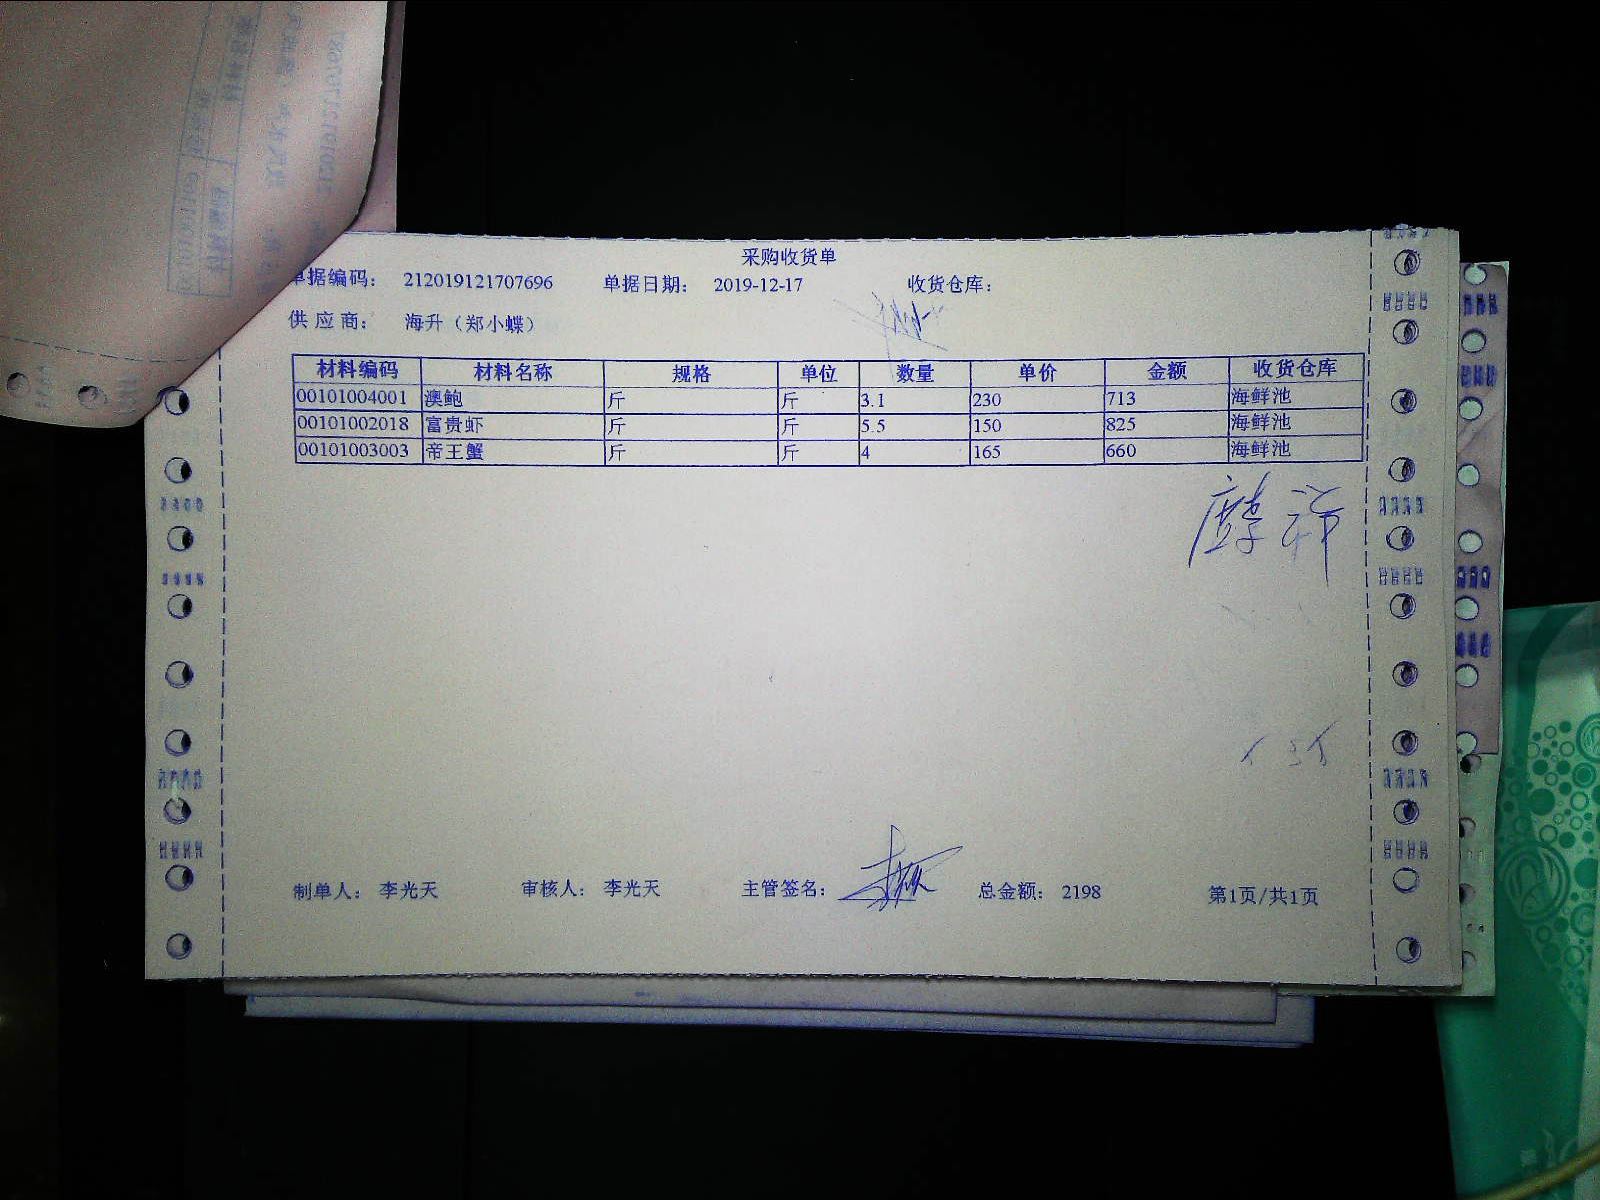 采购收货单
单据编码： 212019121707696 单据日期： 2019-12-17 收货仓库：
供应商： 海升（郑小蝶）
材料编码 材料名称 规格 单位 数量 单价 金额 收货仓库
00101004001 澳鲍 斤 斤 3.1 230 713 海鲜池
00101002018 富贵虾 斤 斤 5.5 150 825 海鲜池
00101003003 帝王蟹 斤 斤 4 165 660 海鲜池
制单人： 李光天 审核人： 李光天 主管签名： 总金额： 2198 第1页/共1页